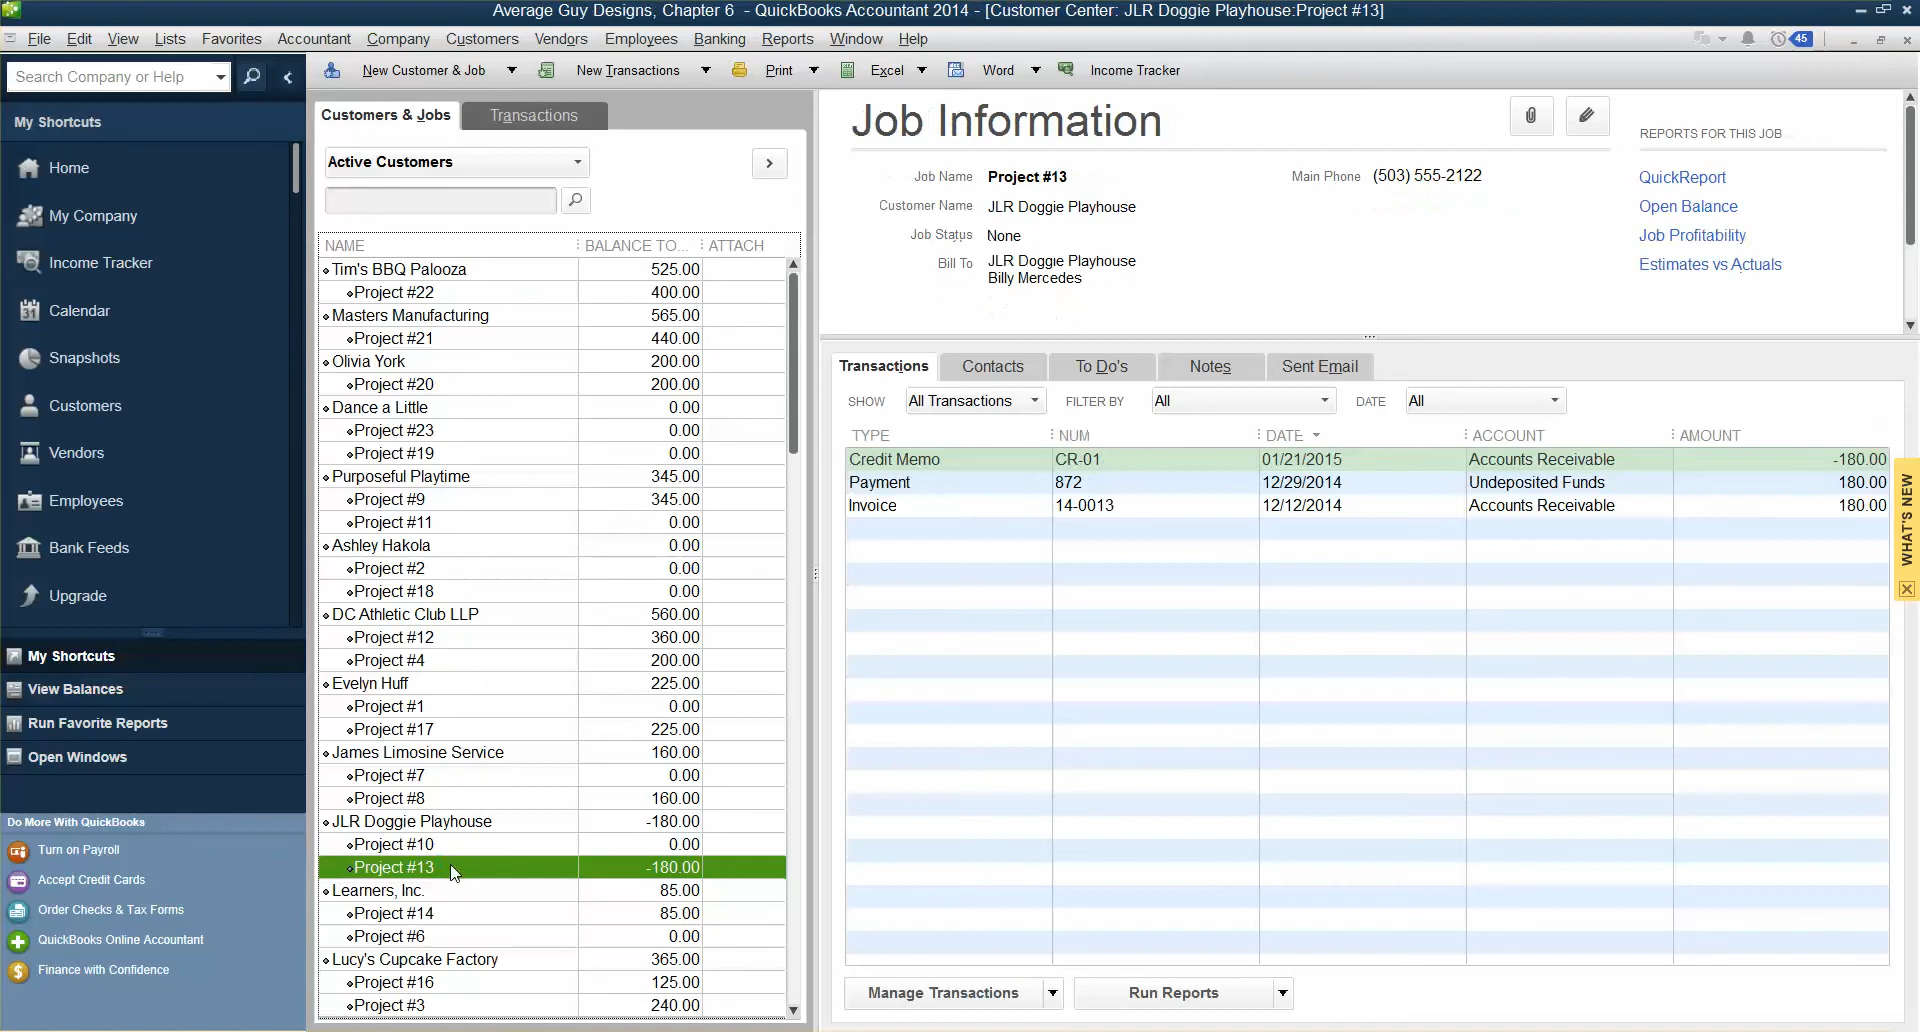 Average Guy Designs, Chapter 6 - QuickBooks Accountant 2014 - [Customer Center: JLR Doggie Playhouse:Project #13]
File Edit View Lists Favorites Accountant Company Customers Vendors Employees Banking Reports Window Help
45
Search Company or Help
New Customer & Job New Transactions Print Excel Word Income Tracker
My Shortcuts
Home
My Company
Income Tracker
31 Calendar
Snapshots
Customers
Vendors
Employees
Bank Feeds
Upgrade
My Shortcuts
View Balances
Run Favorite Reports
Open Windows
Do More With QuickBooks
Turn on Payroll
Accept Credit Cards
Order Checks & Tax Forms
QuickBooks Online Accountant
$ Finance with Confidence
Customers & Jobs Transactions
Active Customers
NAME BALANCE TO... ATTACH
Tim's BBQ Palooza 525.00
Project #22 400.00
Masters Manufacturing 565.00
Project #21 440.00
Olivia York 200.00
Project #20 200.00
Dance a Little 0.00
Project #23 0.00
Project #19 0.00
Purposeful Playtime 345.00
Project #9 345.00
Project #11 0.00
Ashley Hakola 0.00
Project #2 0.00
Project #18 0.00
DC Athletic Club LLP 560.00
Project #12 360.00
Project #4 200.00
Evelyn Huff 225.00
Project #1 0.00
Project #17 225.00
James Limosine Service 160.00
Project #7 0.00
Project #8 160.00
JLR Doggie Playhouse -180.00
Project #10 0.00
Project #13 -180.00
Learners, Inc. 85.00
Project #14 85.00
Project #6 0.00
Lucy's Cupcake Factory 365.00
Project #16 125.00
Project #3 240.00
Job Information
Job Name Project #13
Customer Name JLR Doggie Playhouse
Job Status None
Bill To JLR Doggie Playhouse
Billy Mercedes
Main Phone (503) 555-2122
REPORTS FOR THIS JOB
QuickReport
Open Balance
Job Profitability
Estimates vs Actuals
Transactions Contacts To Do's Notes Sent Email
SHOW All Transactions FILTER BY All DATE All
TYPE NUM DATE ACCOUNT AMOUNT
Credit Memo CR-01 01/21/2015 Accounts Receivable -180.00
Payment 872 12/29/2014 Undeposited Funds 180.00
Invoice 14-0013 12/12/2014 Accounts Receivable 180.00
WHAT'S NEW
Manage Transactions Run Reports